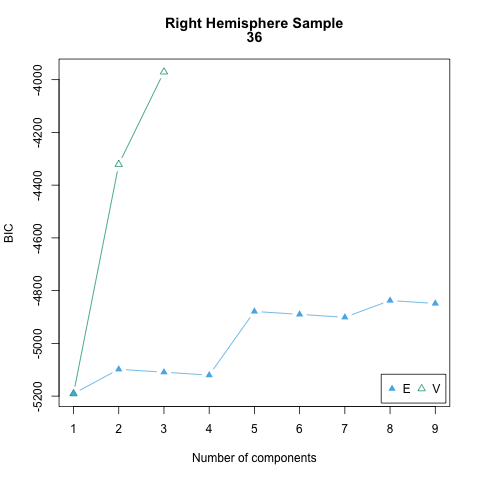 Right Hemisphere Sample
36
BIC
-4000
-4200
-4400
-4600
-4800
-5000
-5200
E V
1 2 3 4 5 6 7 8 9
Number of components